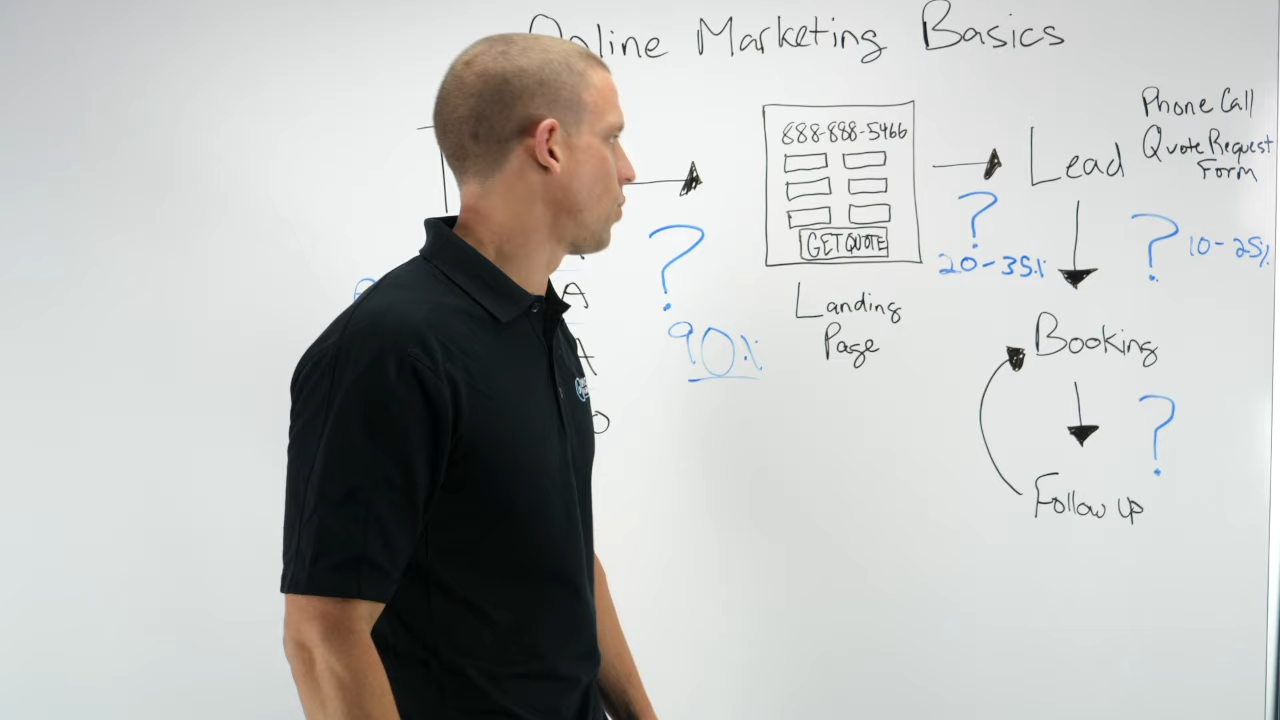 Online Marketing Basics
888-888-5466
GET QUOTE
Landing
Page
Lead
Phone Call
Quote Request
Form
?
90%
?
20-35%
?
10-25%
Booking
?
Follow up
A
A
O